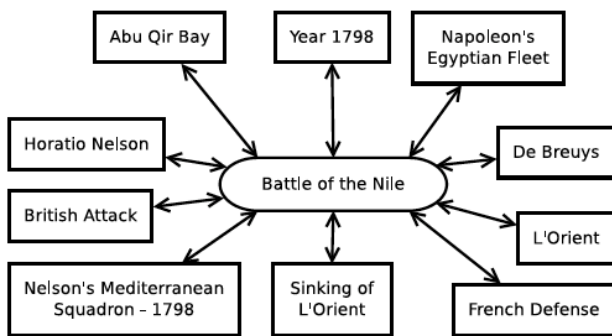 Abu Qir Bay
Year 1798
Napoleon's
Egyptian Fleet
Horatio Nelson
De Breuys
Battle of the Nile
British Attack
L'Orient
Nelson's Mediterranean
Squadron - 1798
Sinking of
L'Orient
French Defense